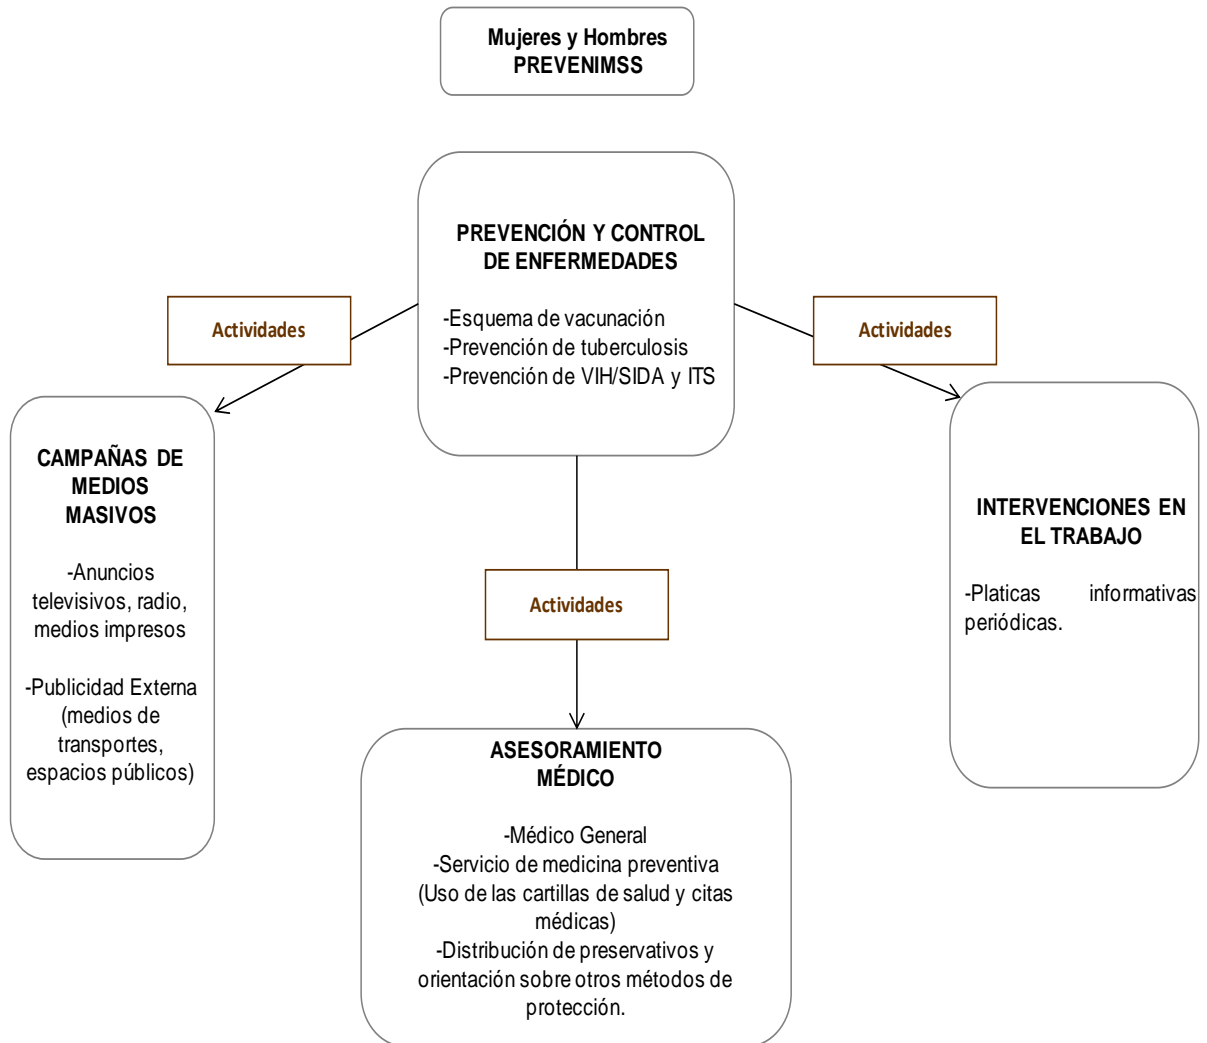 Mujeres y Hombres
PREVENIMSS
PREVENCIÓN Y CONTROL
DE ENFERMEDADES
-Esquema de vacunación
-Prevención de tuberculosis
-Prevención de VIH/SIDA y ITS
Actividades
Actividades
CAMPAÑAS DE
MEDIOS
MASIVOS
-Anuncios
televisivos, radio,
medios impresos
-Publicidad Externa
(medios de
transportes,
espacios públicos)
INTERVENCIONES EN
EL TRABAJO
-Platicas informativas
periódicas.
Actividades
ASESORAMIENTO
MÉDICO
-Médico General
-Servicio de medicina preventiva
(Uso de las cartillas de salud y citas
médicas)
-Distribución de preservativos y
orientación sobre otros métodos de
protección.